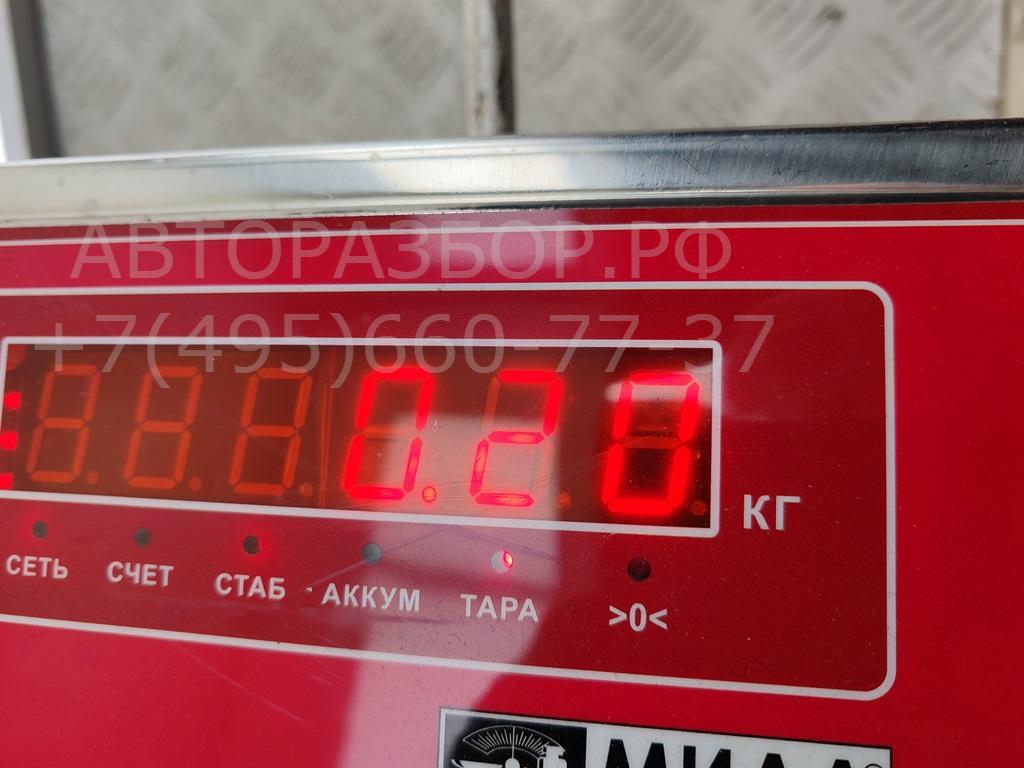 АВТОРАЗБОР.РФ
+7(495)660-77-37
0.20
КГ
СЕТЬ СЧЕТ СТАБ АККУМ ТАРА >0<